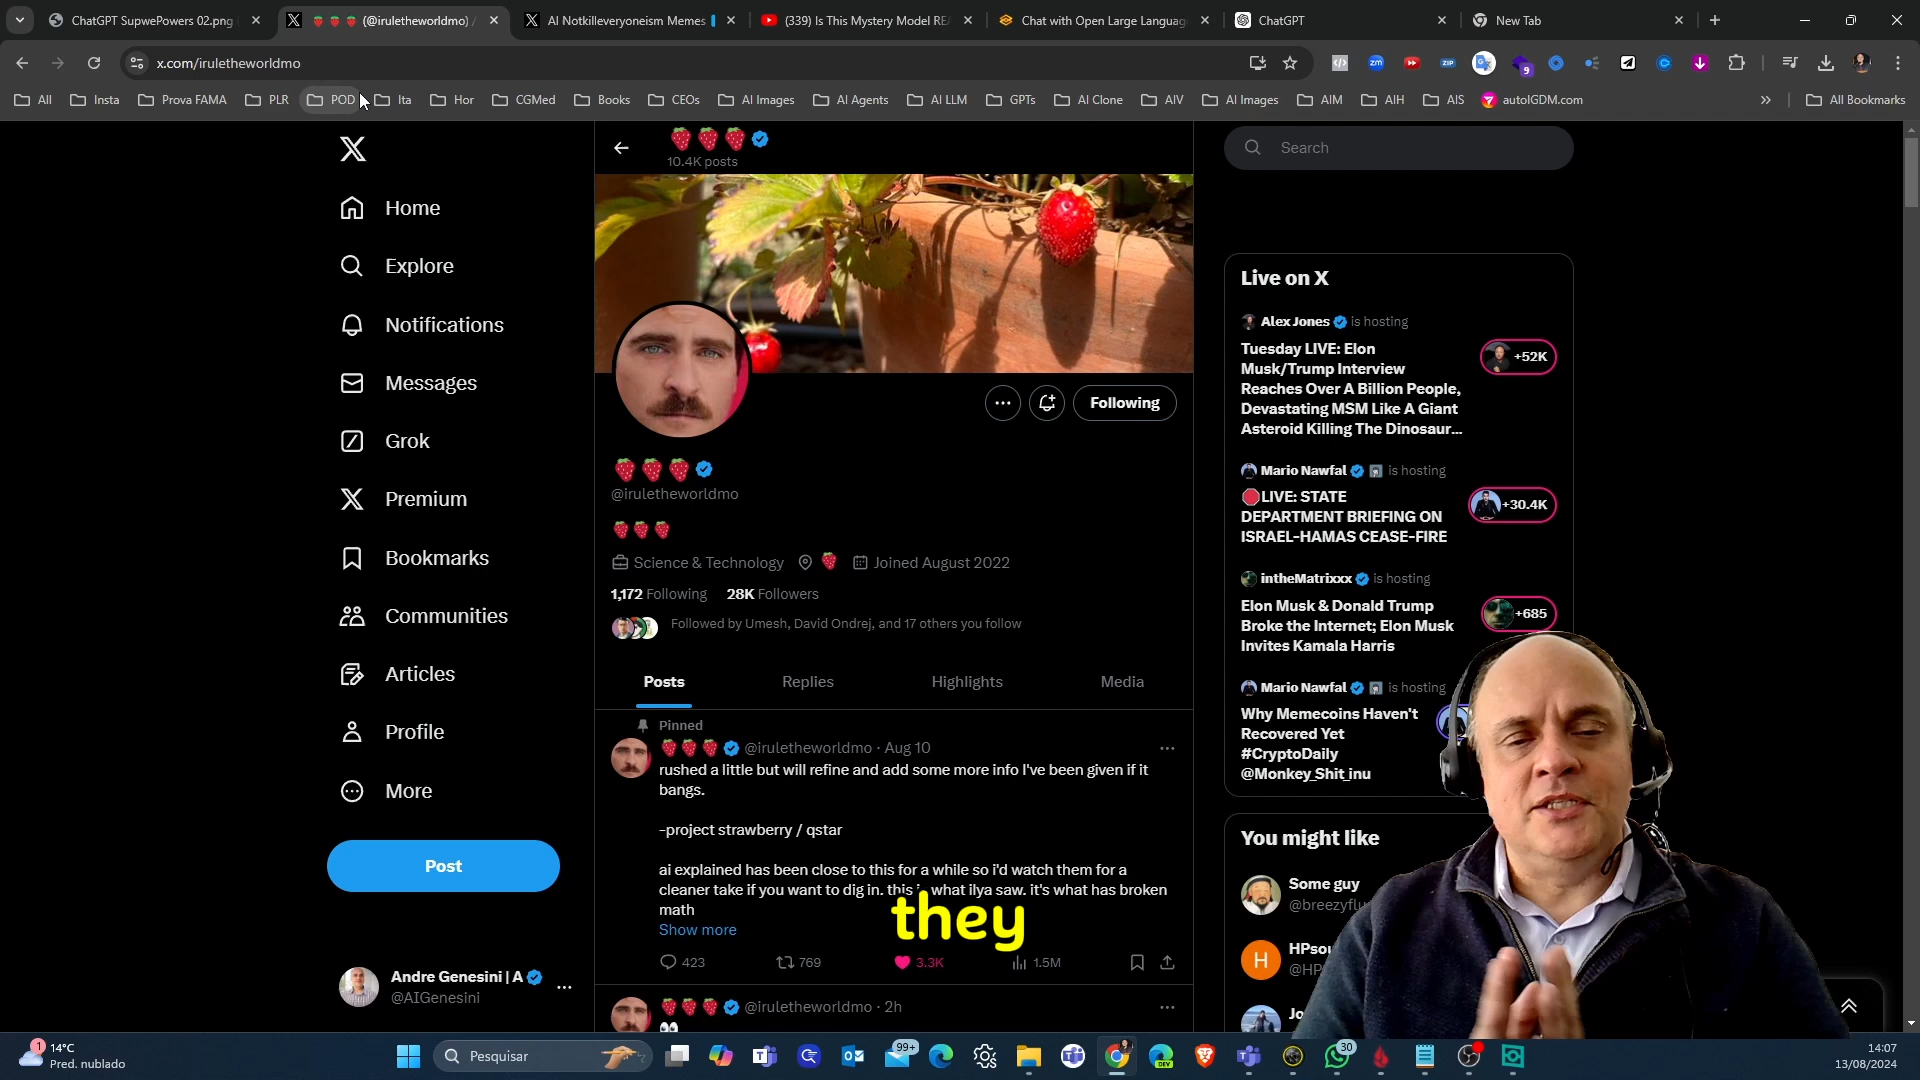 ChatGPT SupwePowers 02.png
(@iruletheworldmo) /
AI Notkilleveryoneism Memes
(339) Is This Mystery Model RE
Chat with Open Large Languag
ChatGPT
New Tab
x.com/iruletheworldmo
zm
ZIP
9
All
Insta
Prova FAMA
PLR
POD
Ita
Hor
CGMed
Books
CEOs
AI Images
AI Agents
AI LLM
GPTs
AI Clone
AIV
AI Images
AIM
AIH
AIS
autoIGDM.com
All Bookmarks
Home
Explore
Notifications
Messages
Grok
Premium
Bookmarks
Communities
Articles
Profile
More
Post
Andre Genesini | A
@AIGenesini
🍓🍓🍓
10.4K posts
Following
🍓🍓🍓
@iruletheworldmo
🍓🍓🍓
Science & Technology 🍓 Joined August 2022
1,172 Following 28K Followers
Followed by Umesh, David Ondrej, and 17 others you follow
Posts Replies Highlights Media
Pinned
🍓🍓🍓 @iruletheworldmo · Aug 10
rushed a little but will refine and add some more info I've been given if it
bangs.
-project strawberry / qstar
ai explained has been close to this for a while so i'd watch them for a
cleaner take if you want to dig in. this what ilya saw. it's what has broken
math
Show more
they
423 769 3.3K 1.5M
🍓🍓🍓 @iruletheworldmo · 2h
👀
Search
Live on X
Alex Jones is hosting
Tuesday LIVE: Elon
Musk/Trump Interview
Reaches Over A Billion People,
Devastating MSM Like A Giant
Asteroid Killing The Dinosaur...
+52K
Mario Nawfal is hosting
🛑LIVE: STATE
DEPARTMENT BRIEFING ON
ISRAEL-HAMAS CEASE-FIRE
+30.4K
intheMatrixxx is hosting
Elon Musk & Donald Trump
Broke the Internet; Elon Musk
Invites Kamala Harris
+685
Mario Nawfal is hosting
Why Memecoins Haven't
Recovered Yet
#CryptoDaily
@Monkey_Shit_inu
You might like
Some guy
@breezyflu
H
HPsou
@HP
Jo
1
14°C
Pred. nublado
Pesquisar
99+
DEV
30
14:07
13/08/2024